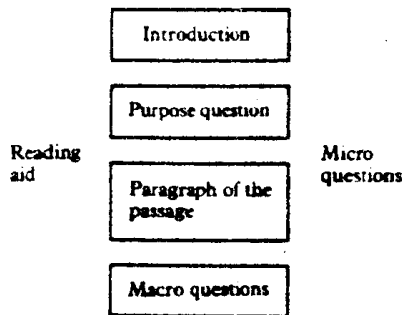 Introduction
Purpose question
Reading
aid
Paragraph of the
passage
Micro
questions
Macro questions